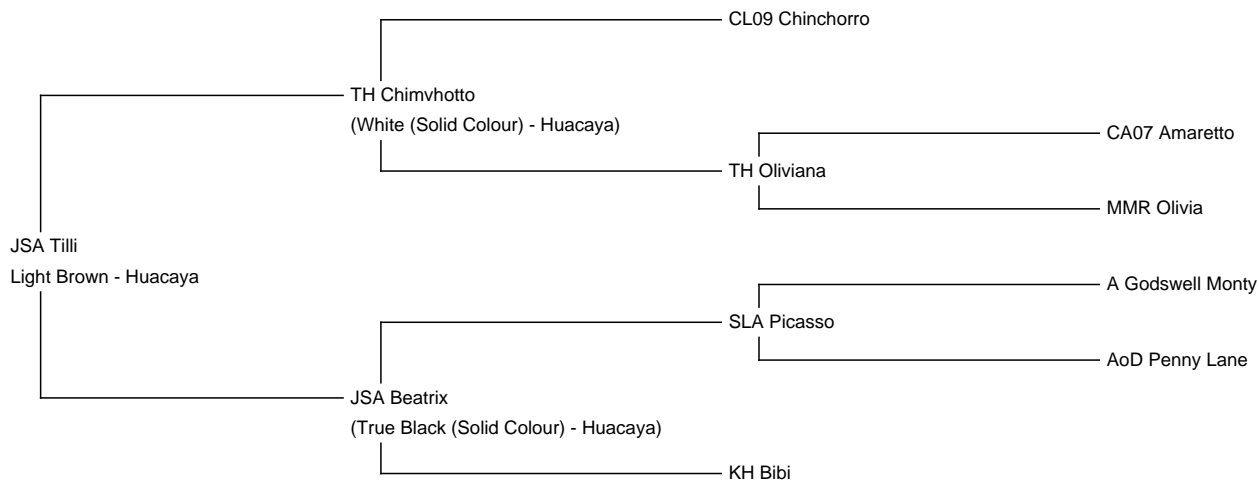 CL09 Chinchorro
TH Chimvhotto
(White (Solid Colour) - Huacaya)
CA07 Amaretto
TH Oliviana
MMR Olivia
JSA Tilli
Light Brown - Huacaya
A Godswell Monty
SLA Picasso
AoD Penny Lane
JSA Beatrix
(True Black (Solid Colour) - Huacaya)
KH Bibi